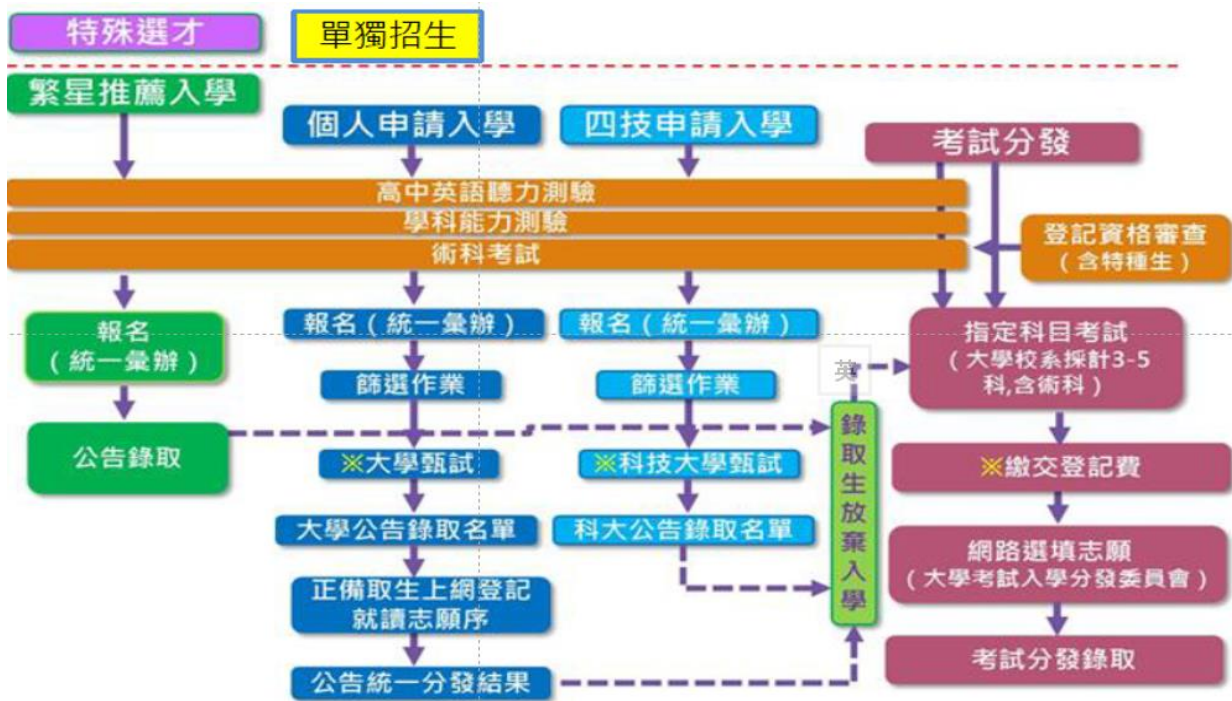 特殊選才
單獨招生
繁星推薦入學
個人申請入學
四技申請入學
考試分發
高中英語聽力測驗
學科能力測驗
術科考試
登記資格審查
(含特種生)
報名
(統一彙辦)
公告錄取
報名(統一彙辦)
篩選作業
※大學甄試
大學公告錄取名單
正備取生上網登記
就讀志願序
公告統一分發結果
報名(統一彙辦)
篩選作業
※科技大學甄試
科大公告錄取名單
英
錄取生放棄入學
指定科目考試
(大學校系採計3-5
科,含術科)
※繳交登記費
網路選填志願
(大學考試入學分發委員會)
考試分發錄取